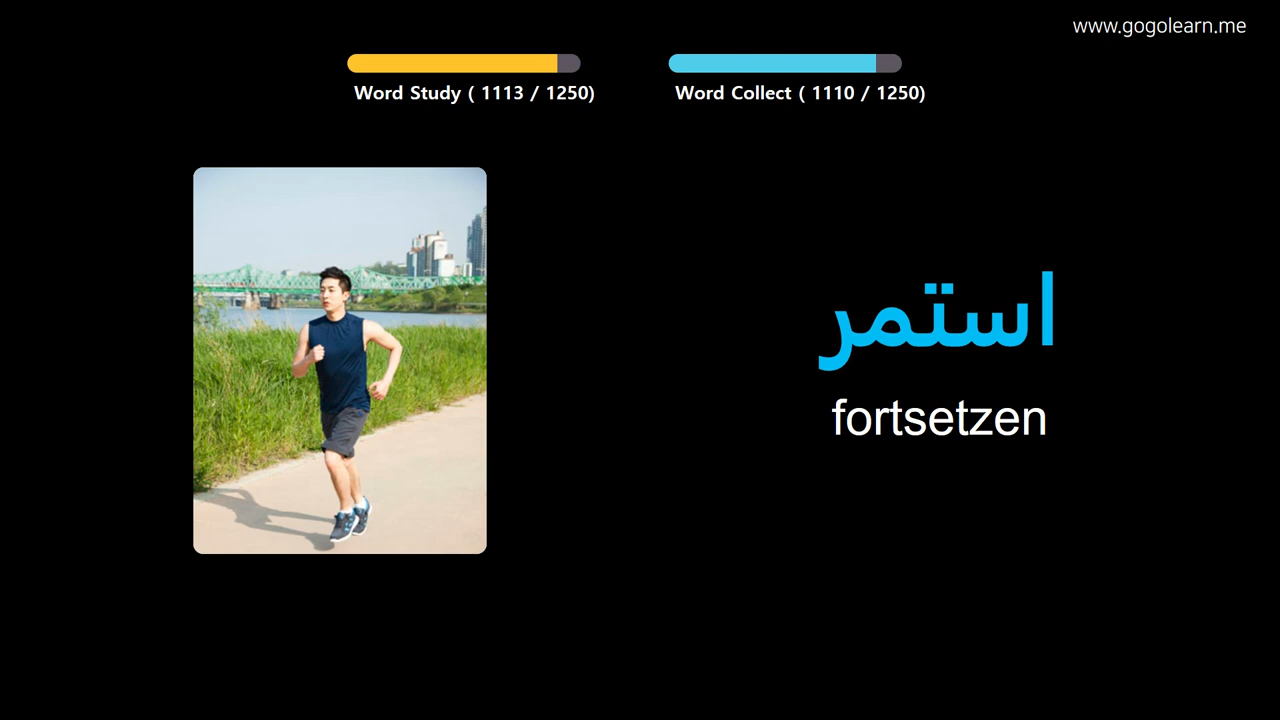 www.gogolearn.me
Word Study ( 1113 / 1250)
Word Collect ( 1110 / 1250)
استمر
fortsetzen